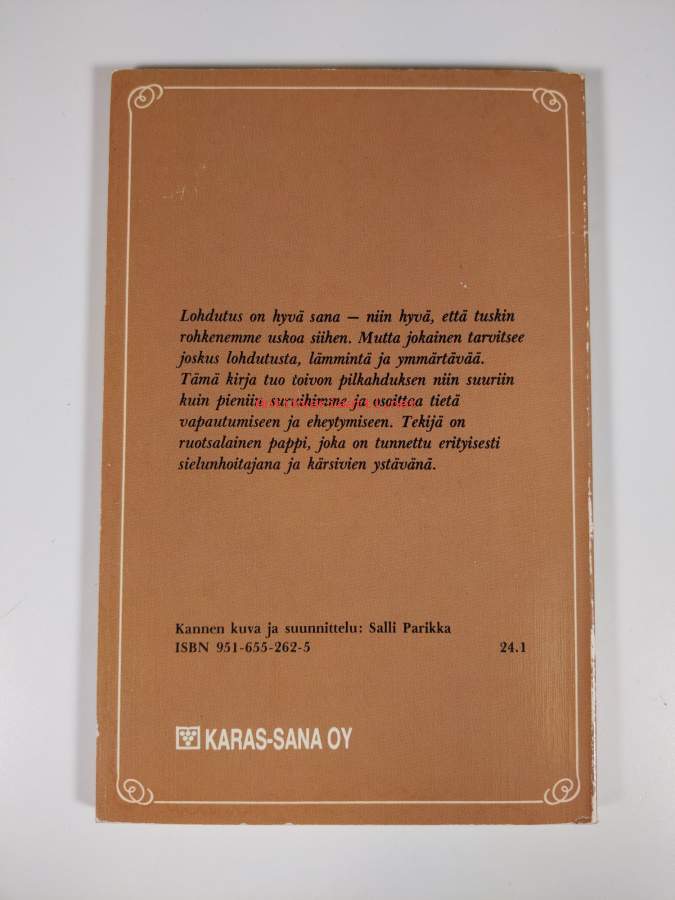 Lohdutus on hyvä sana — niin hyvä, että tuskin
rohkenemme uskoa siihen. Mutta jokainen tarvitsee
joskus lohdutusta, lämmintä ja ymmärtävää.
Tämä kirja tuo toivon pilkahduksen niin suuriin
kuin pieniin suruihimme ja osoittaa tietä
vapautumiseen ja eheytymiseen. Tekijä on
ruotsalainen pappi, joka on tunnettu erityisesti
sielunhoitajana ja kärsivien ystävänä.
Kannen kuva ja suunnittelu: Salli Parikka
ISBN 951-655-262-5 24.1
KARAS-SANA OY